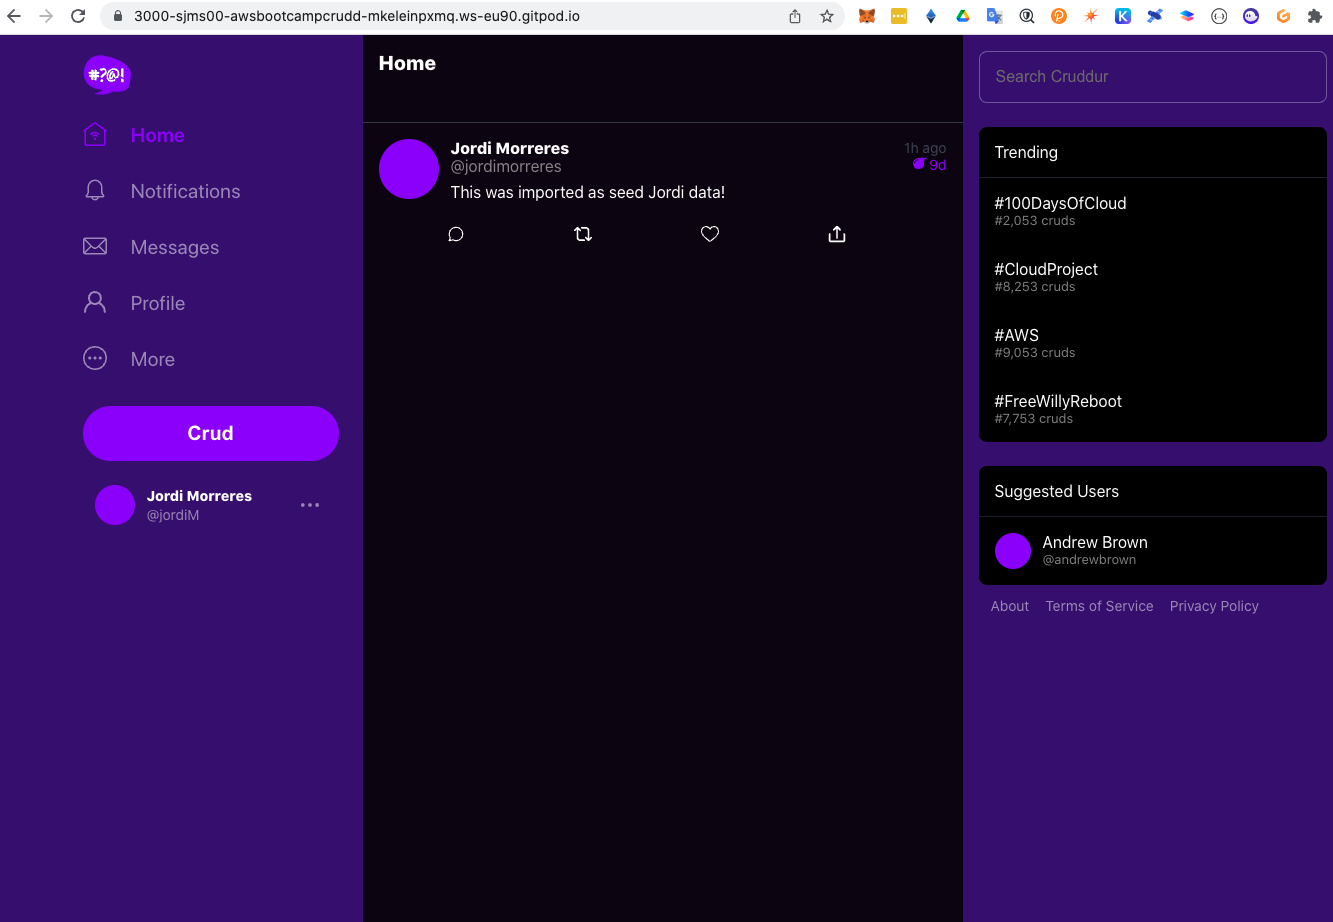 3000-sjms00-awsbootcampcrudd-mkeleinpxmq.ws-eu90.gitpod.io
#?@!
Home
Notifications
Messages
Profile
More
Crud
Jordi Morreres
@jordiM
Home
Jordi Morreres
1h ago
@jordimorreres
9d
This was imported as seed Jordi data!
Search Cruddur
Trending
#100DaysOfCloud
#2,053 cruds
#CloudProject
#8,253 cruds
#AWS
#9,053 cruds
#FreeWillyReboot
#7,753 cruds
Suggested Users
Andrew Brown
@andrewbrown
About Terms of Service Privacy Policy